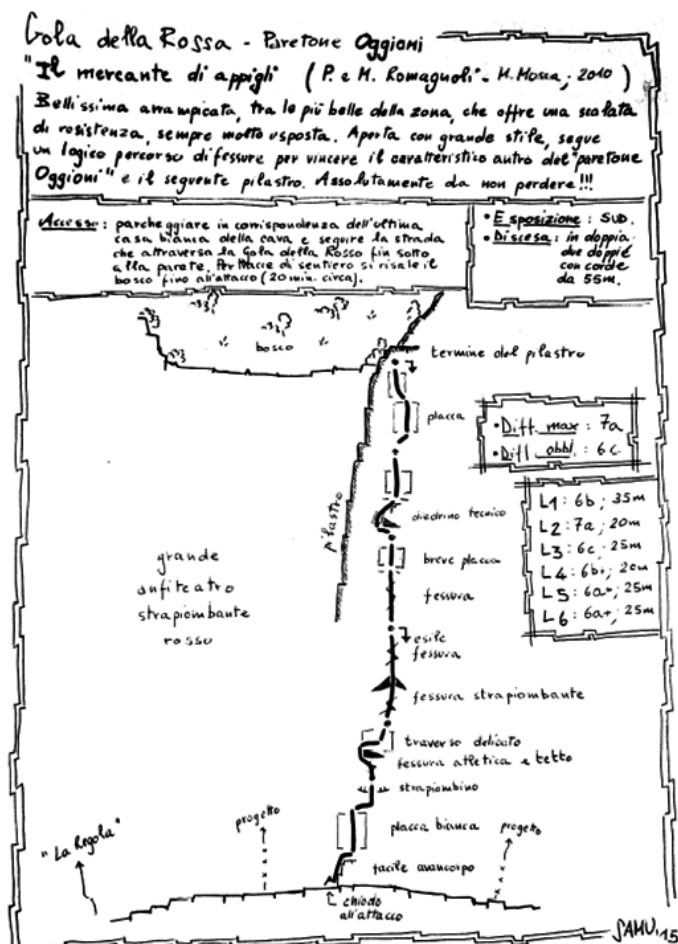 Gola della Rossa - Paretone Oggioni
"Il mercante di appigli" (P. e M. Romagnoli - M. Mosca, 2010)
Bellissima arrampicata, tra le più belle della zona, che offre una scalata
di resistenza, sempre molto esposta. Aperta con grande stile, segue
un logico percorso di fessure per vincere il caratteristico antro del "paretone
Oggioni" e il seguente pilastro. Assolutamente da non perdere!!!
Accesso: parcheggiare in corrispondenza dell'ultima
casa bianca della cava e seguire la strada
che attraversa la Gola della Rossa fin sotto
alla parete. Per tracce di sentiero si risale il
bosco fino all'attacco (20 min. circa).
• Esposizione: SUD.
• Discesa: in doppia
due doppie
con corde
da 55m.
bosco
termine del pilastro
placca
• Diff. max: 7a
• Diff. obbl.: 6c
pilastro
diedrino tecnico
breve placca
fessura
L1: 6b; 35m
L2: 7a; 20m
L3: 6c; 25m
L4: 6b+; 20m
L5: 6a+; 25m
L6: 6a+; 25m
grande
anfiteatro
strapiombante
rosso
esile
fessura
fessura strapiombante
traverso delicato
fessura atletica e tetto
strapiombino
placca bianca
"La Regola"
progetto
progetto
facile avancorpo
chiodo
all'attacco
SAMU.15